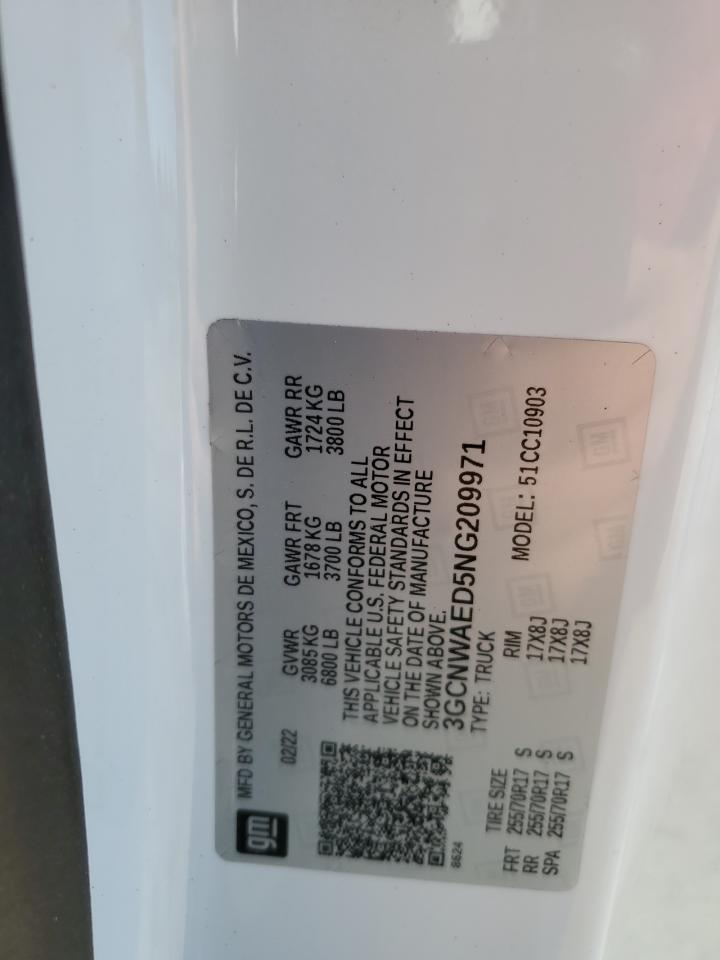 gm MFD BY GENERAL MOTORS DE MEXICO, S. DE R.L. DE C.V.
02/22 GVWR GAWR FRT GAWR RR
3085 KG 1678 KG 1724 KG
6800 LB 3700 LB 3800 LB
THIS VEHICLE CONFORMS TO ALL
APPLICABLE U.S. FEDERAL MOTOR
VEHICLE SAFETY STANDARDS IN EFFECT
ON THE DATE OF MANUFACTURE
SHOWN ABOVE.
3GCNWAED5NG209971
8624 TYPE: TRUCK MODEL: 51CC10903
TIRE SIZE RIM
FRT 255/70R17 S 17X8J
RR 255/70R17 S 17X8J
SPA 255/70R17 S 17X8J